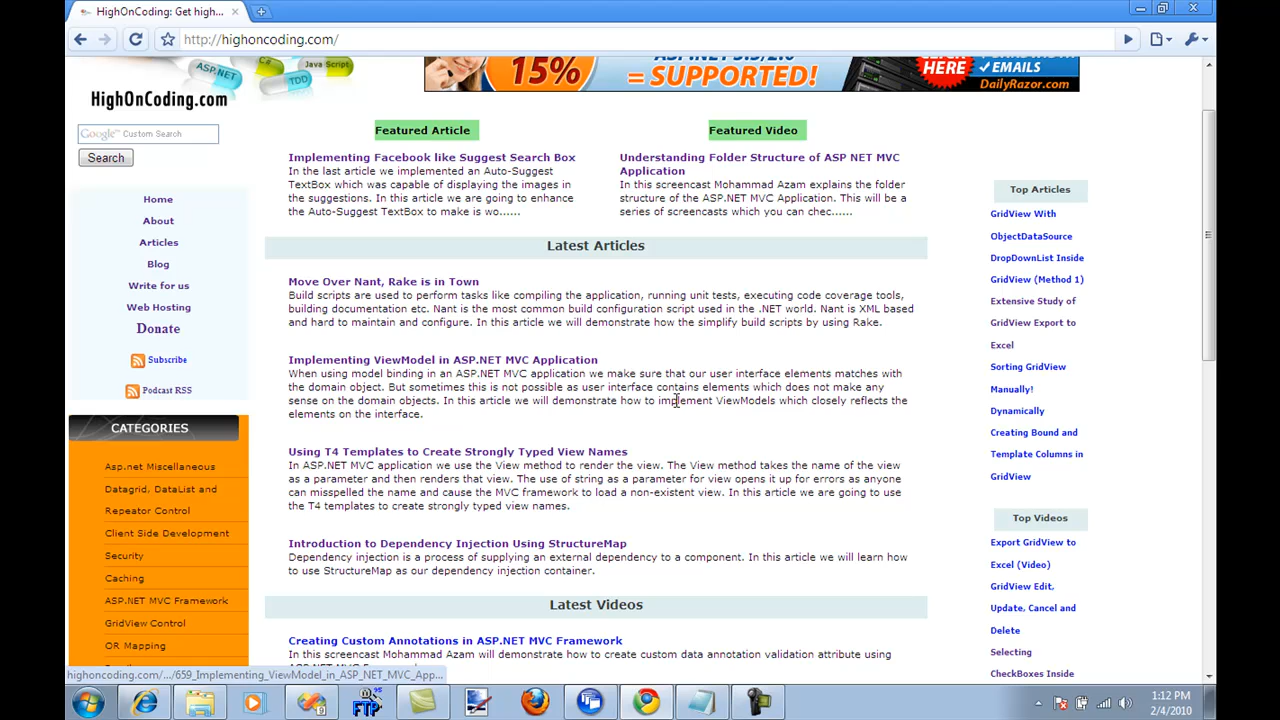 HighOnCoding: Get high...
http://highoncoding.com/
ASP.NET
C#
Java Script
TDD
HighOnCoding.com
15%
= SUPPORTED!
HERE
✓ EMAILS
DailyRazor.com
Google™ Custom Search
Search
Home
About
Articles
Blog
Write for us
Web Hosting
Donate
Subscribe
Podcast RSS
CATEGORIES
Asp.net Miscellaneous
Datagrid, DataList and
Repeator Control
Client Side Development
Security
Caching
ASP.NET MVC Framework
GridView Control
OR Mapping
Featured Article
Implementing Facebook like Suggest Search Box
In the last article we implemented an Auto-Suggest
TextBox which was capable of displaying the images in
the suggestions. In this article we are going to enhance
the Auto-Suggest TextBox to make is wo......
Featured Video
Understanding Folder Structure of ASP NET MVC
Application
In this screencast Mohammad Azam explains the folder
structure of the ASP.NET MVC Application. This will be a
series of screencasts which you can chec......
Latest Articles
Move Over Nant, Rake is in Town
Build scripts are used to perform tasks like compiling the application, running unit tests, executing code coverage tools,
building documentation etc. Nant is the most common build configuration script used in the .NET world. Nant is XML based
and hard to maintain and configure. In this article we will demonstrate how the simplify build scripts by using Rake.
Implementing ViewModel in ASP.NET MVC Application
When using model binding in an ASP.NET MVC application we make sure that our user interface elements matches with
the domain object. But sometimes this is not possible as user interface contains elements which does not make any
sense on the domain objects. In this article we will demonstrate how to implement ViewModels which closely reflects the
elements on the interface.
Using T4 Templates to Create Strongly Typed View Names
In ASP.NET MVC application we use the View method to render the view. The View method takes the name of the view
as a parameter and then renders that view. The use of string as a parameter for view opens it up for errors as anyone
can misspelled the name and cause the MVC framework to load a non-existent view. In this article we are going to use
the T4 templates to create strongly typed view names.
Introduction to Dependency Injection Using StructureMap
Dependency injection is a process of supplying an external dependency to a component. In this article we will learn how
to use StructureMap as our dependency injection container.
Latest Videos
Creating Custom Annotations in ASP.NET MVC Framework
In this screencast Mohammad Azam will demonstrate how to create custom data annotation validation attribute using
Top Articles
GridView With
ObjectDataSource
DropDownList Inside
GridView (Method 1)
Extensive Study of
GridView Export to
Excel
Sorting GridView
Manually!
Dynamically
Creating Bound and
Template Columns in
GridView
Top Videos
Export GridView to
Excel (Video)
GridView Edit,
Update, Cancel and
Delete
Selecting
CheckBoxes Inside
highoncoding.com/.../659_Implementing_ViewModel_in_ASP_NET_MVC_App...
FTP
1:12 PM
2/4/2010